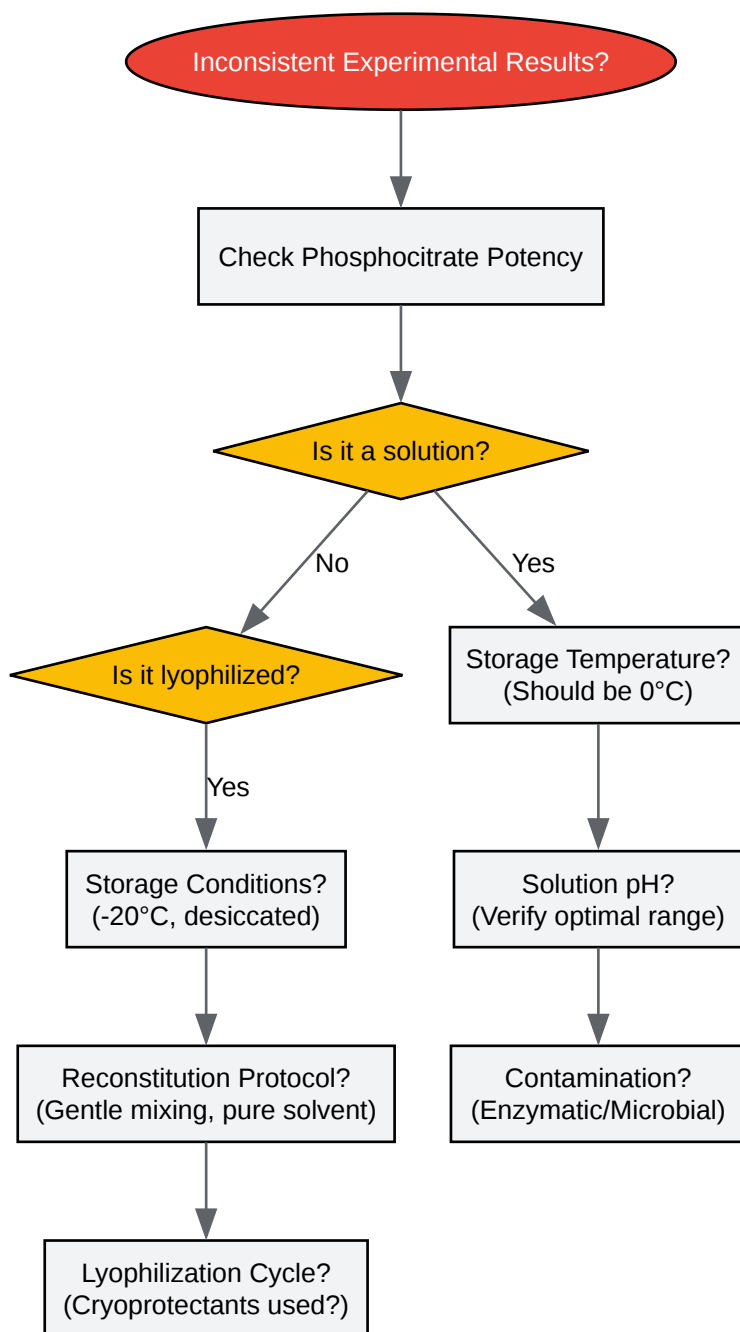 Inconsistent Experimental Results?
Check Phosphocitrate Potency
Is it a solution?
No
Yes
Is it lyophilized?
Storage Temperature?
(Should be 0°C)
Yes
Storage Conditions?
(-20°C, desiccated)
Solution pH?
(Verify optimal range)
Reconstitution Protocol?
(Gentle mixing, pure solvent)
Contamination?
(Enzymatic/Microbial)
Lyophilization Cycle?
(Cryoprotectants used?)